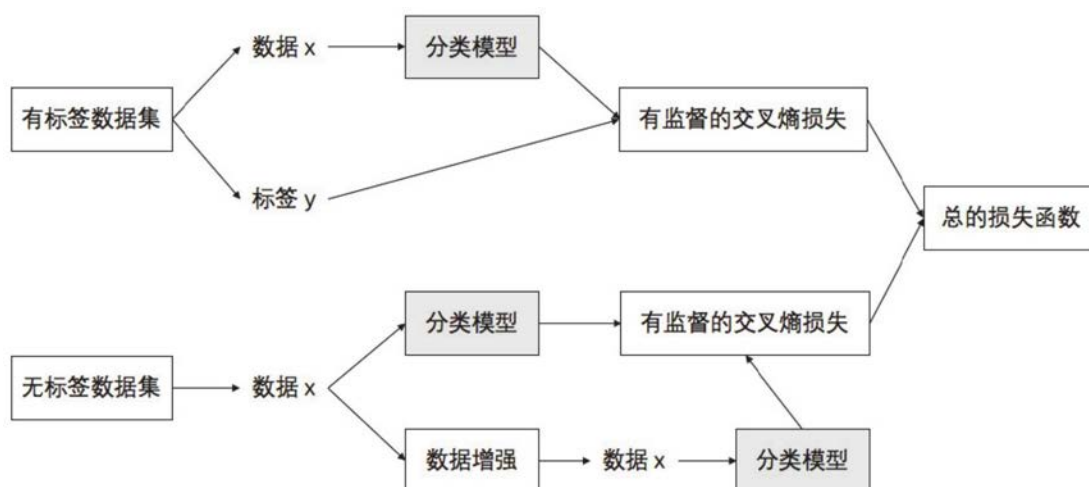 数据 x
分类模型
有标签数据集
有监督的交叉熵损失
标签 y
总的损失函数
分类模型
有监督的交叉熵损失
无标签数据集
数据 x
数据增强
数据 x
分类模型